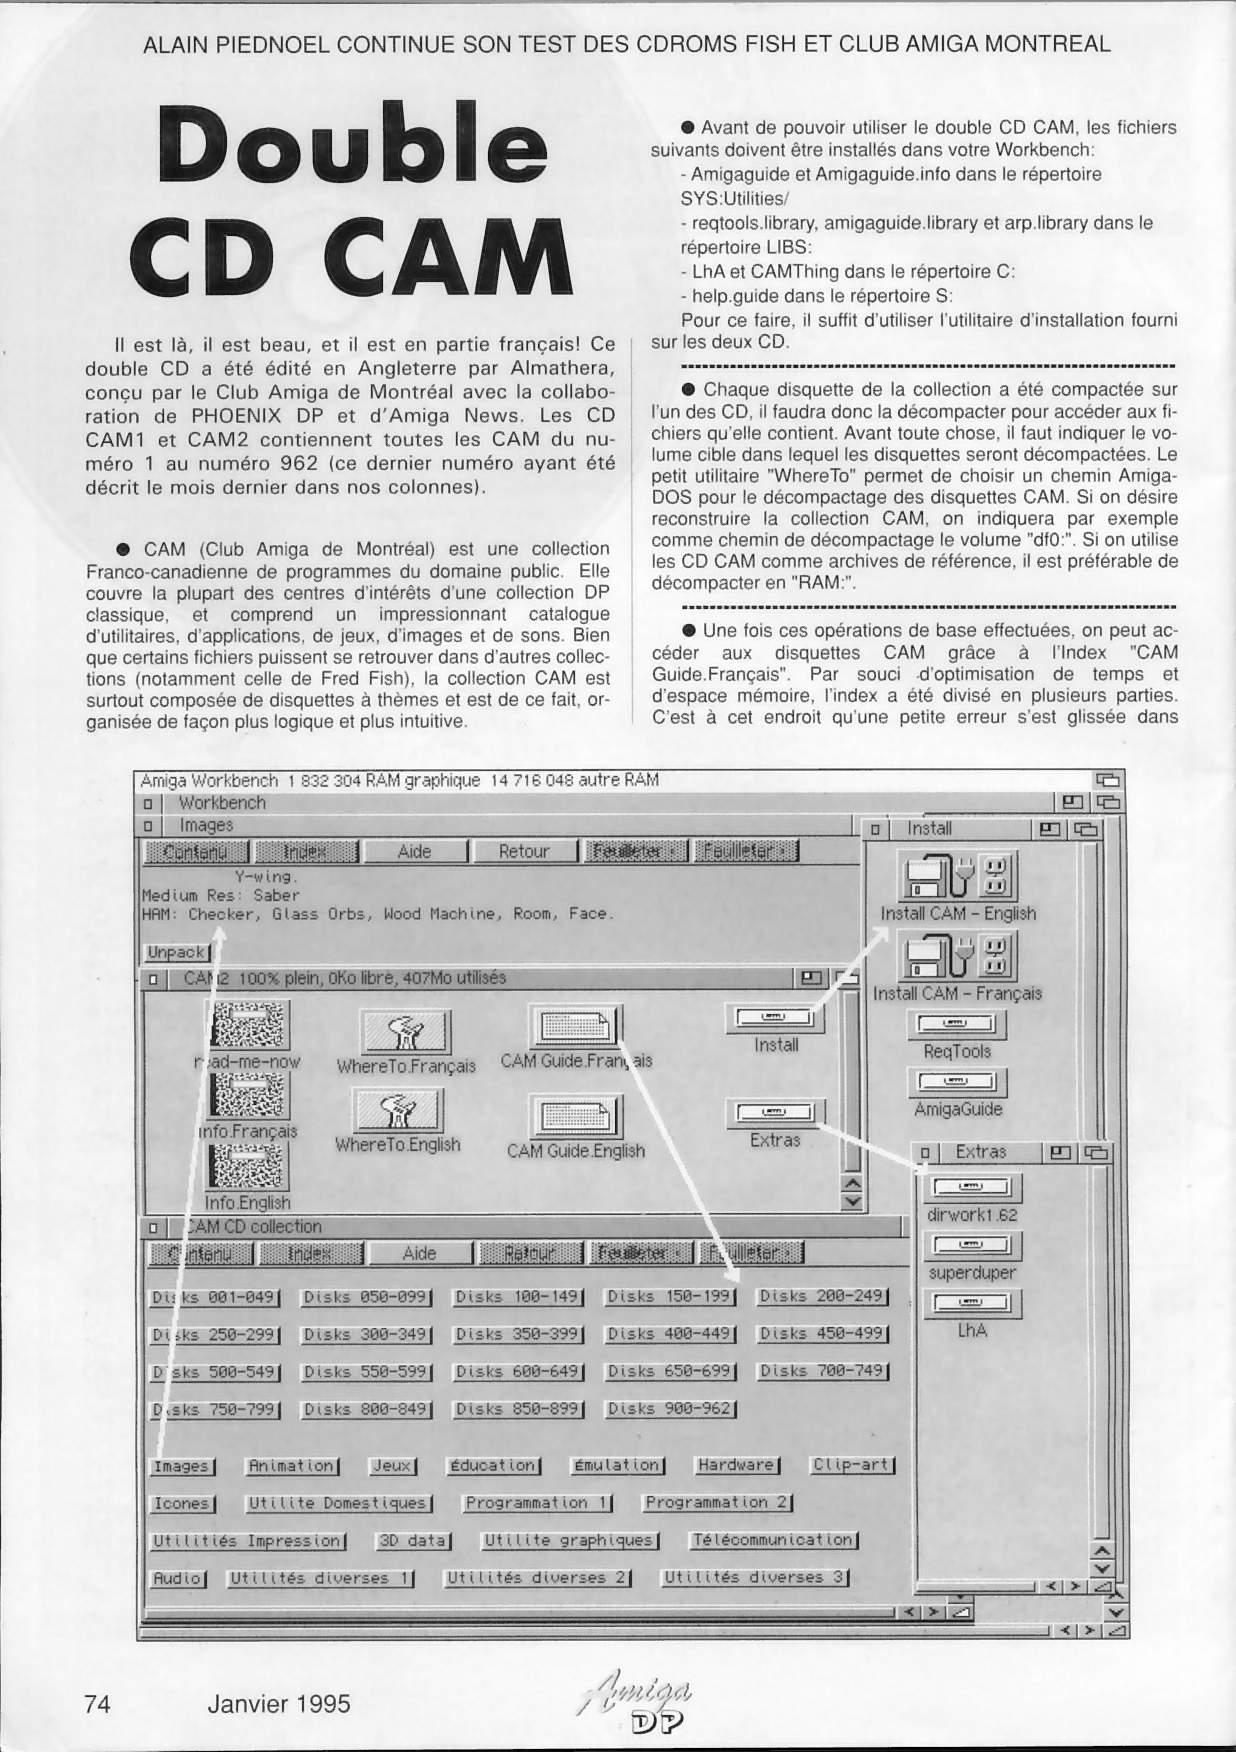 ALAIN PIEDNOEL CONTINUE SON TEST DES CDROMS FISH ET CLUB AMIGA MONTREAL
Double
CD CAM
Il est là, il est beau, et il est en partie français! Ce
double CD a été édité en Angleterre par Almathera,
conçu par le Club Amiga de Montréal avec la collabo-
ration de PHOENIX DP et d'Amiga News. Les CD
CAM1 et CAM2 contiennent toutes les CAM du nu-
méro 1 au numéro 962 (ce dernier numéro ayant été
décrit le mois dernier dans nos colonnes).
● CAM (Club Amiga de Montréal) est une collection
Franco-canadienne de programmes du domaine public. Elle
couvre la plupart des centres d'intérêts d'une collection DP
classique, et comprend un impressionnant catalogue
d'utilitaires, d'applications, de jeux, d'images et de sons. Bien
que certains fichiers puissent se retrouver dans d'autres collec-
tions (notamment celle de Fred Fish), la collection CAM est
surtout composée de disquettes à thèmes et est de ce fait, or-
ganisée de façon plus logique et plus intuitive.
● Avant de pouvoir utiliser le double CD CAM, les fichiers
suivants doivent être installés dans votre Workbench:
- Amigaguide et Amigaguide.info dans le répertoire
SYS:Utilities/
- reqtools.library, amigaguide.library et arp.library dans le
répertoire LIBS:
- LhA et CAMThing dans le répertoire C:
- help.guide dans le répertoire S:
Pour ce faire, il suffit d'utiliser l'utilitaire d'installation fourni
sur les deux CD.
● Chaque disquette de la collection a été compactée sur
l'un des CD, il faudra donc la décompacter pour accéder aux fi-
chiers qu'elle contient. Avant toute chose, il faut indiquer le vo-
lume cible dans lequel les disquettes seront décompactées. Le
petit utilitaire "WhereTo" permet de choisir un chemin Amiga-
DOS pour le décompactage des disquettes CAM. Si on désire
reconstruire la collection CAM, on indiquera par exemple
comme chemin de décompactage le volume "df0:". Si on utilise
les CD CAM comme archives de référence, il est préférable de
décompacter en "RAM:".
● Une fois ces opérations de base effectuées, on peut ac-
céder aux disquettes CAM grâce à l'Index "CAM
Guide.Français". Par souci d'optimisation de temps et
d'espace mémoire, l'index a été divisé en plusieurs parties.
C'est à cet endroit qu'une petite erreur s'est glissée dans
Amiga Workbench 1 832 304 RAM graphique 14 716 048 autre RAM
Workbench
Images
Contenu Index Aide Retour Feuilleter < Feuilleter >
Y-wing.
Medium Res: Saber
HAM: Checker, Glass Orbs, Wood Machine, Room, Face.
Unpack
CAM2 100% plein, 0Ko libre, 407Mo utilisés
read-me-now
WhereTo.Français
CAM Guide.Français
Install
Info.Français
WhereTo.English
CAM Guide.English
Extras
Info.English
Install
Install CAM - English
Install CAM - Français
ReqTools
AmigaGuide
Extras
dirwork1.62
superduper
LhA
CAM CD collection
Contenu Index Aide Retour Feuilleter < Feuilleter >
Disks 001-049 Disks 050-099 Disks 100-149 Disks 150-199 Disks 200-249
Disks 250-299 Disks 300-349 Disks 350-399 Disks 400-449 Disks 450-499
Disks 500-549 Disks 550-599 Disks 600-649 Disks 650-699 Disks 700-749
Disks 750-799 Disks 800-849 Disks 850-899 Disks 900-962
Images Animation Jeux Éducation Émulation Hardware Clip-art
Icones Utilite Domestiques Programmation 1 Programmation 2
Utilitiés Impression 3D data Utilite graphiques Télécommunication
Audio Utilités diverses 1 Utilités diverses 2 Utilités diverses 3
74 Janvier 1995
Amiga
DP